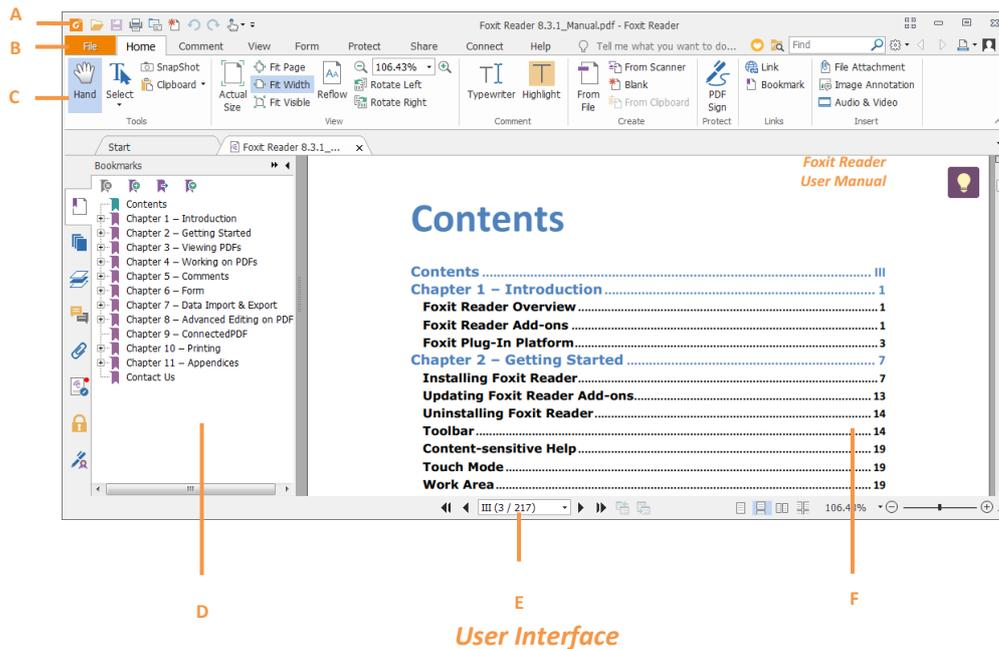 A
Foxit Reader 8.3.1_Manual.pdf - Foxit Reader
B
File Home Comment View Form Protect Share Connect Help Tell me what you want to do... Find
C
Hand
Select
SnapShot
Clipboard
Tools
Actual Size
Fit Page
Fit Width
Fit Visible
Reflow
106.43%
Rotate Left
Rotate Right
View
Typewriter
Highlight
Comment
From File
From Scanner
Blank
From Clipboard
Create
PDF Sign
Protect
Link
Bookmark
Links
File Attachment
Image Annotation
Audio & Video
Insert
Start
Foxit Reader 8.3.1_...
Bookmarks
Contents
Chapter 1 – Introduction
Chapter 2 – Getting Started
Chapter 3 – Viewing PDFs
Chapter 4 – Working on PDFs
Chapter 5 – Comments
Chapter 6 – Form
Chapter 7 – Data Import & Export
Chapter 8 – Advanced Editing on PDF
Chapter 9 – ConnectedPDF
Chapter 10 – Printing
Chapter 11 – Appendices
Contact Us
Foxit Reader
User Manual
Contents
Contents ... III
Chapter 1 – Introduction ... 1
Foxit Reader Overview ... 1
Foxit Reader Add-ons ... 1
Foxit Plug-In Platform ... 3
Chapter 2 – Getting Started ... 7
Installing Foxit Reader ... 7
Updating Foxit Reader Add-ons ... 13
Uninstalling Foxit Reader ... 14
Toolbar ... 14
Content-sensitive Help ... 19
Touch Mode ... 19
Work Area ... 19
III (3 / 217)
106.43%
D
E
F
User Interface